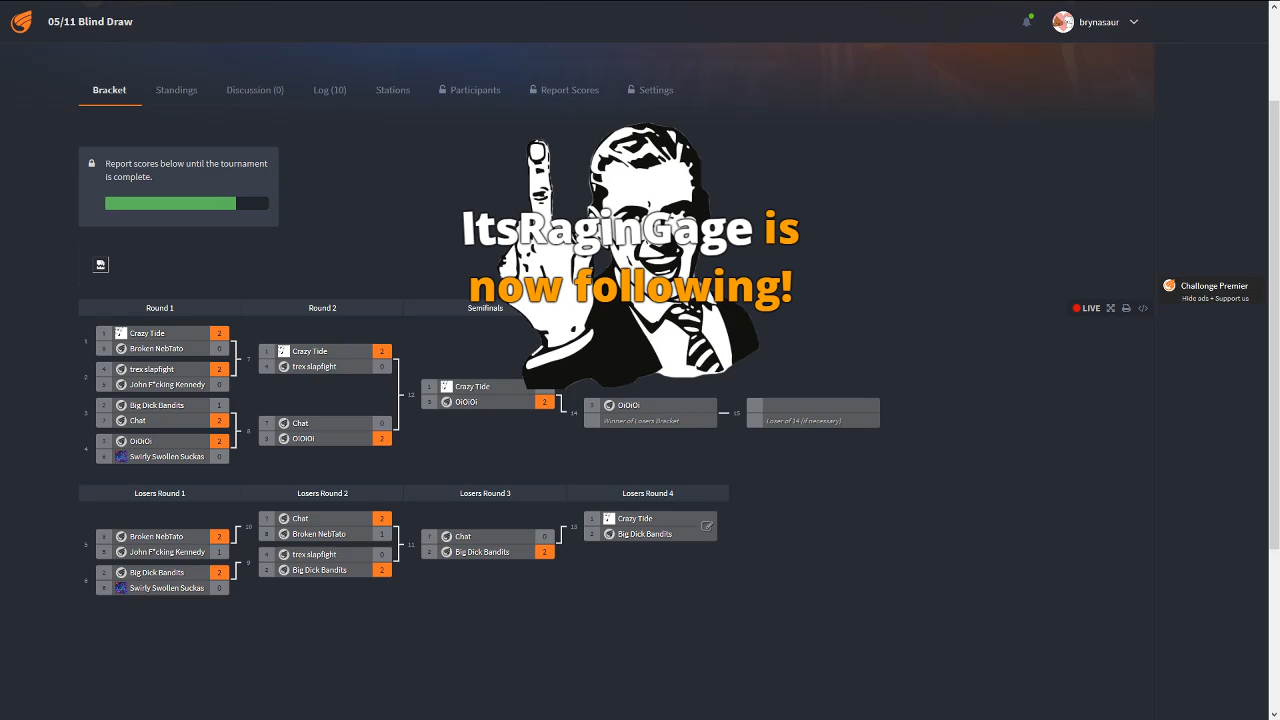 05/11 Blind Draw
brynasaur
Bracket
Standings
Discussion (0)
Log (10)
Stations
Participants
Report Scores
Settings
Report scores below until the tournament
is complete.
ItsRaginGage is
now following!
Challonge Premier
Hide ads + Support us
LIVE
Round 1
Round 2
Semifinals
1 Crazy Tide 2
Broken NebTato 0
4 trex slapfight 2
5 John F*cking Kennedy 0
2 Big Dick Bandits 1
7 Chat 2
3 OiOiOi 2
6 Swirly Swollen Suckas 0
1
2
3
4
1 Crazy Tide 2
4 trex slapfight 0
7 Chat 0
3 OiOiOi 2
7
8
1 Crazy Tide
3 OiOiOi 2
12
14
3 OiOiOi
Winner of Losers Bracket
15
Loser of 14 (if necessary)
Losers Round 1
Losers Round 2
Losers Round 3
Losers Round 4
5
8 Broken NebTato 2
5 John F*cking Kennedy 1
6
2 Big Dick Bandits 2
6 Swirly Swollen Suckas 0
10
7 Chat 2
8 Broken NebTato 1
9
4 trex slapfight 0
2 Big Dick Bandits 2
11
7 Chat 0
2 Big Dick Bandits 2
13
1 Crazy Tide
2 Big Dick Bandits